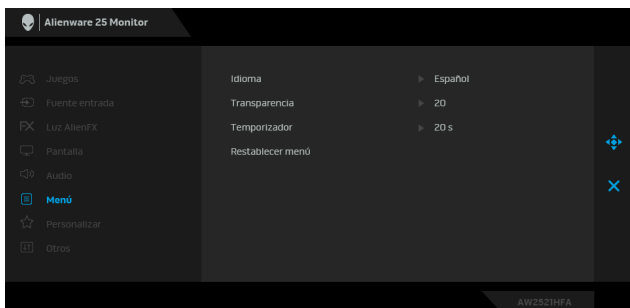 Alienware 25 Monitor
Juegos
Fuente entrada
FX Luz AlienFX
Pantalla
Audio
Menú
Personalizar
Otros
Idioma Español
Transparencia 20
Temporizador 20 s
Restablecer menú
AW2521HFA